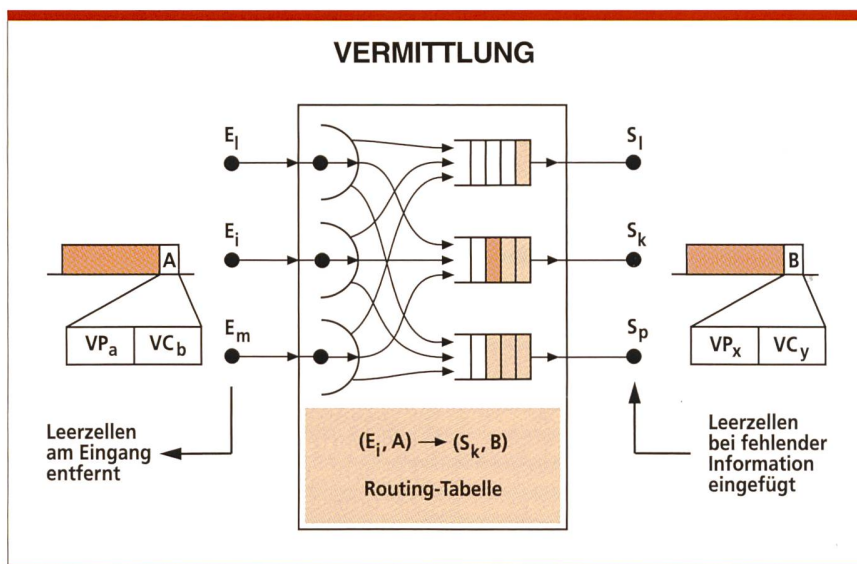 VERMITTLUNG
E_l
S_l
E_i
S_k
A
B
E_m
S_p
VP_a VC_b
VP_x VC_y
Leerzellen
am Eingang
entfernt
(E_i, A) → (S_k, B)
Routing-Tabelle
Leerzellen
bei fehlender
Information
eingefügt